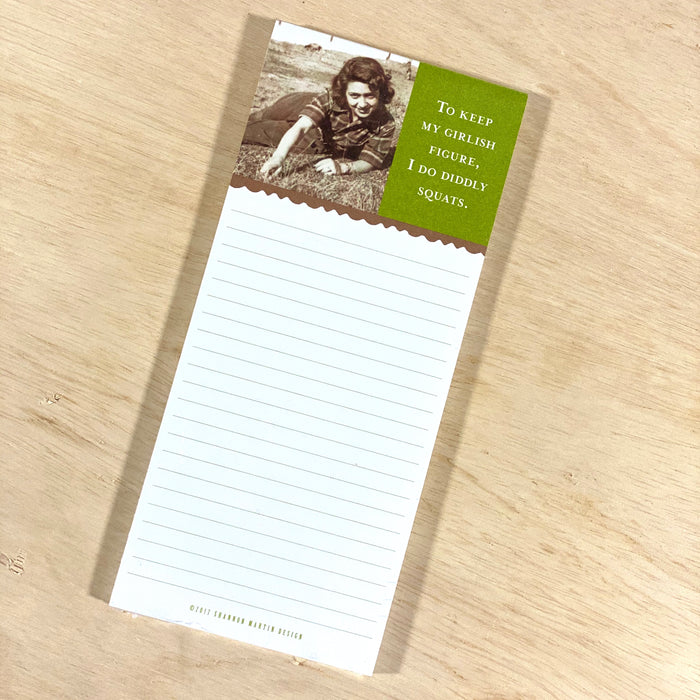 To keep
my girlish
figure,
I do diddly
squats.
©2017 SHANNON MARTIN DESIGN